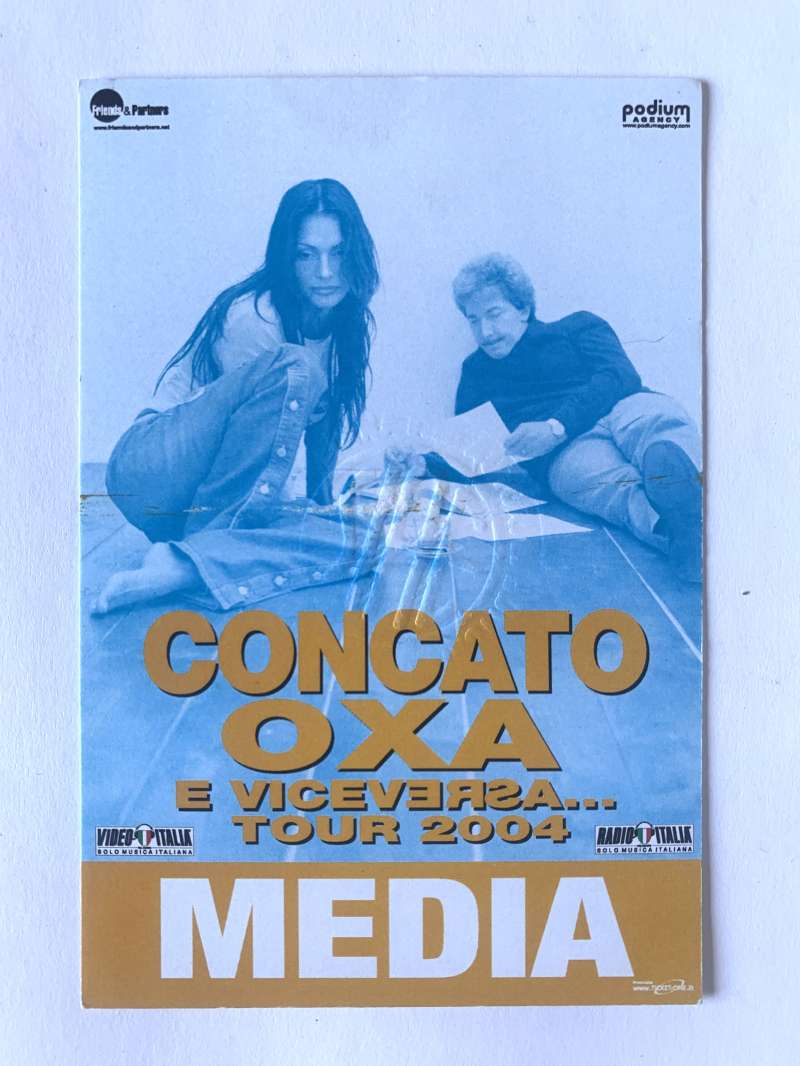 Friends & Partners
www.friendsandpartners.net
podium
AGENCY
www.podiumagency.com
CONCATO
OXA
E VICEVERSA...
TOUR 2004
VIDEO ITALIA
SOLO MUSICA ITALIANA
RADIO ITALIA
SOLO MUSICA ITALIANA
MEDIA